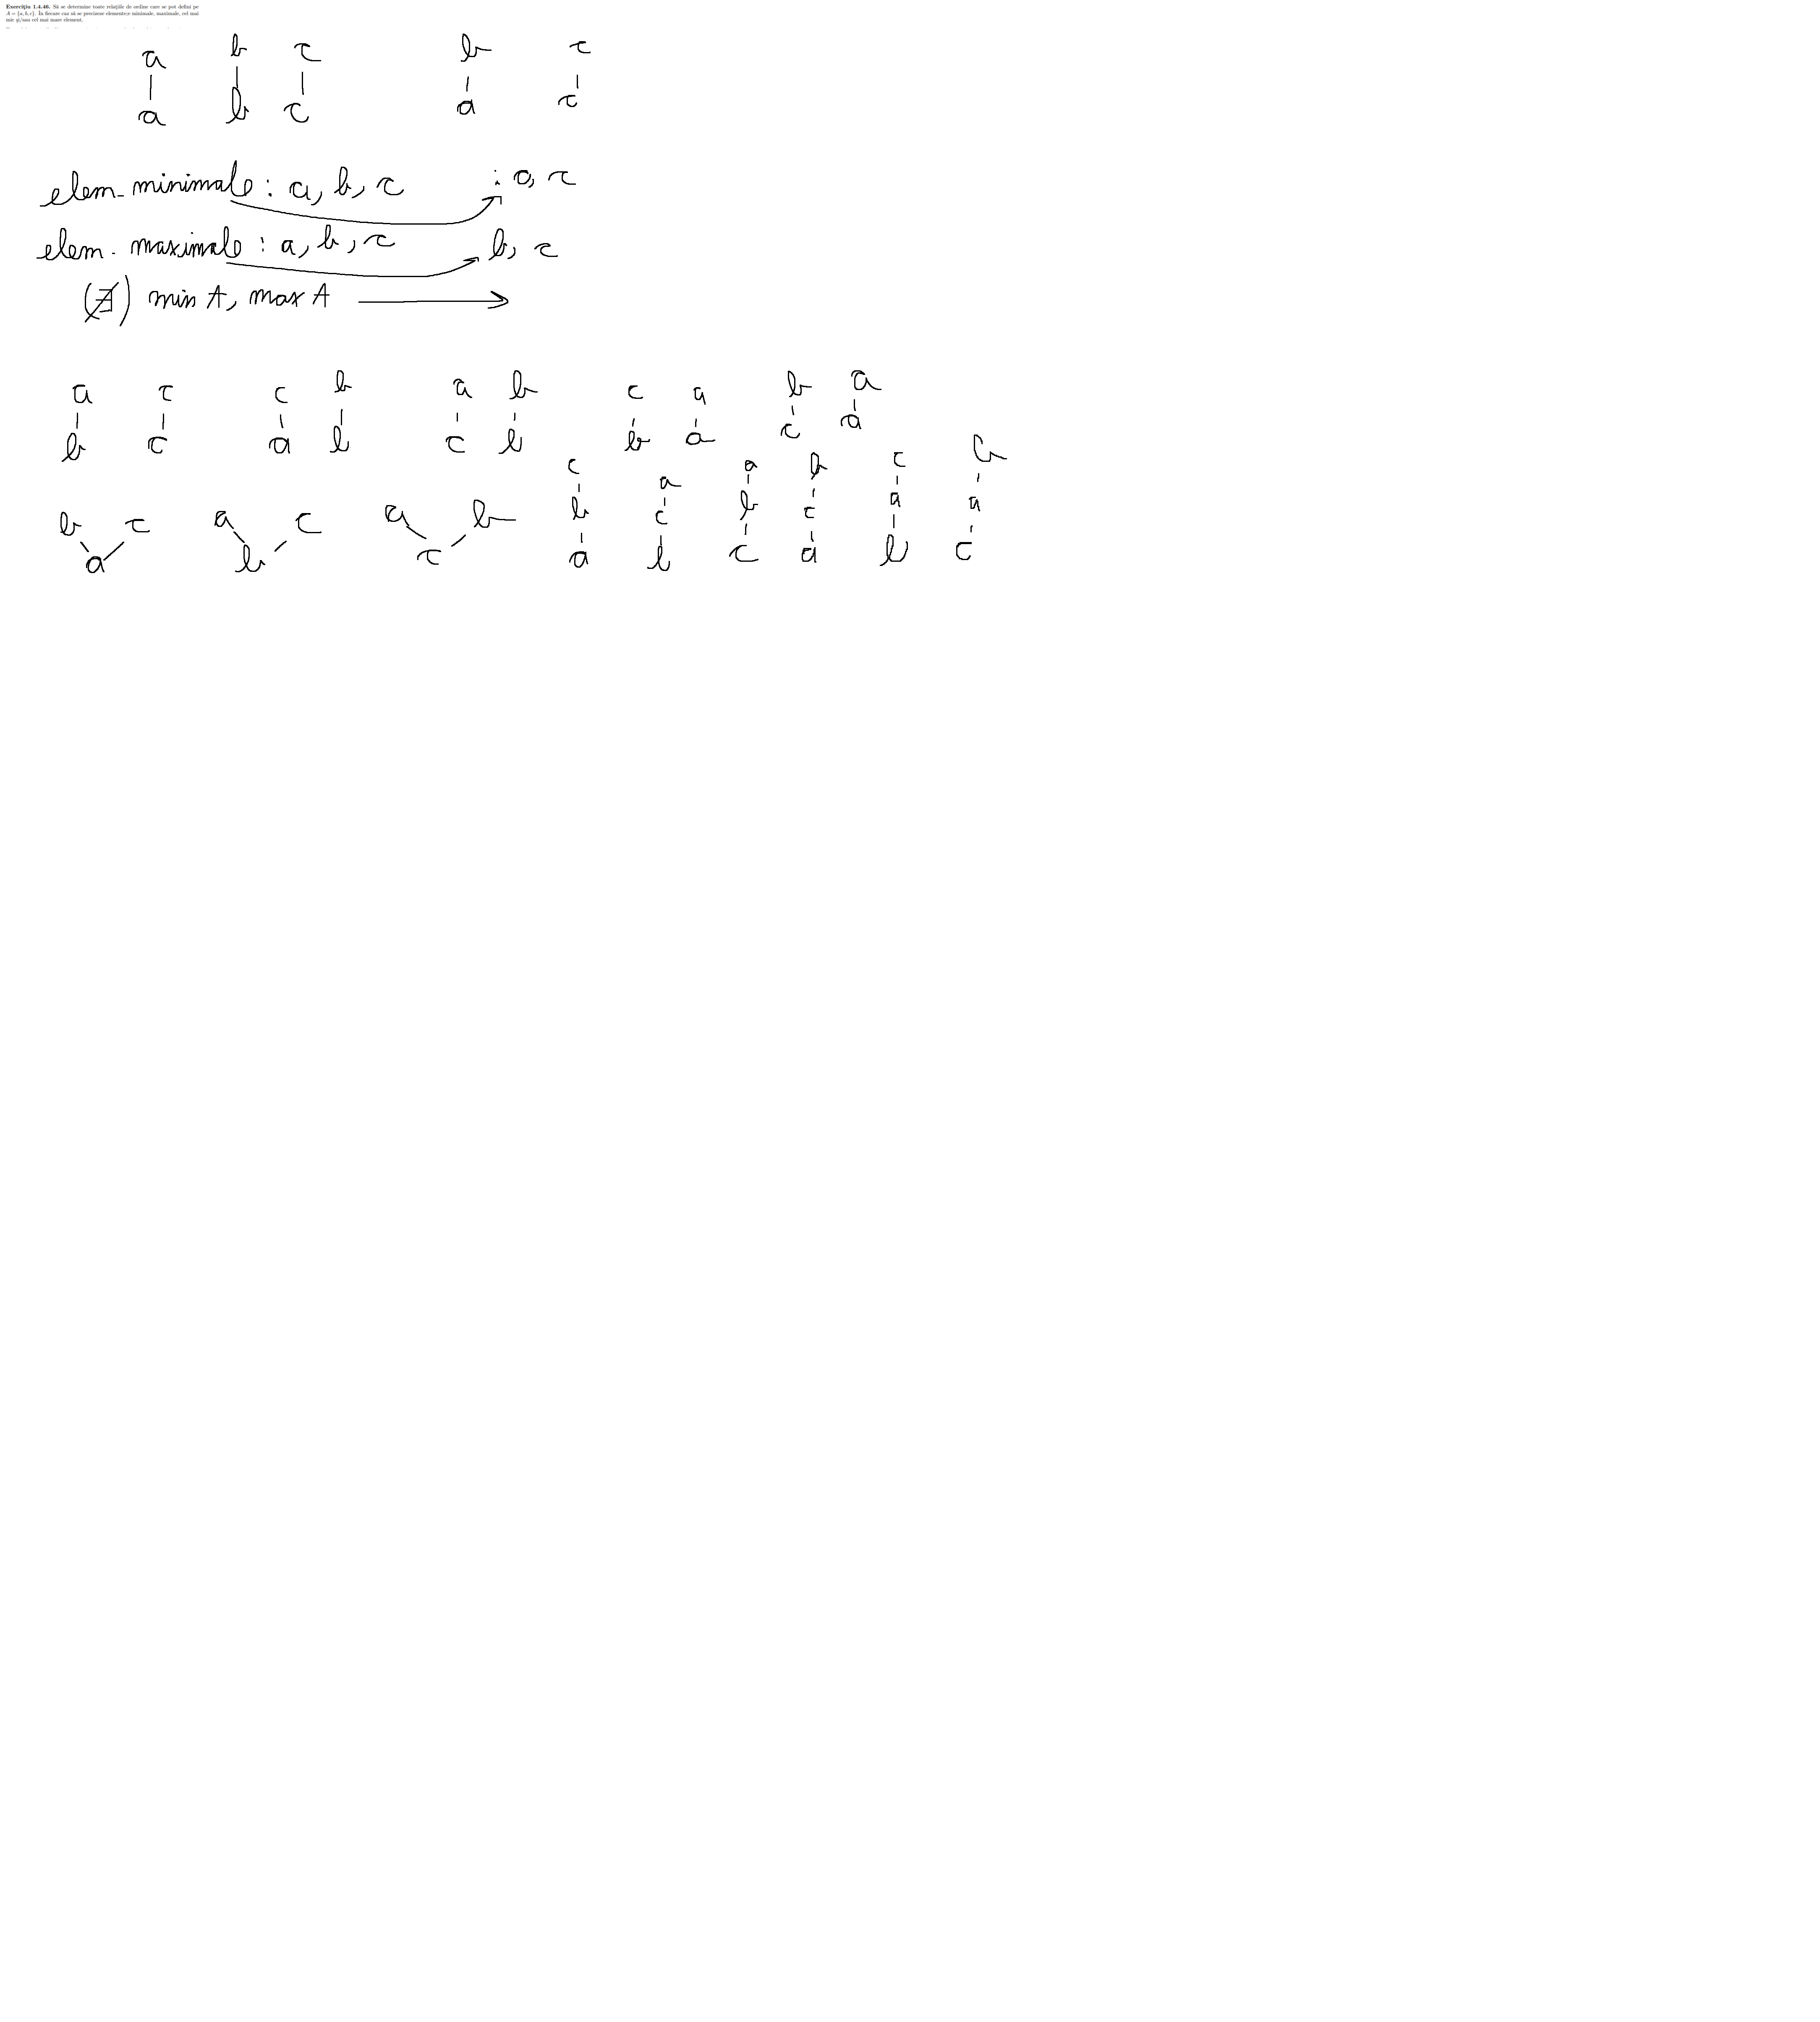 Exercițiu 1.4.46. Să se determine toate relațiile de ordine care se pot defini pe
A = {a, b, c}. În fiecare caz să se precizeze elementele minimale, maximale, cel mai
mic și/sau cel mai mare element.
a b c b c
a b c a c
elem. minimale: a, b, c : a, c
elem. maximale: a, b, c b, c
(∄) min A, max A
a c c b a b c a b a
b c a b c b b a c a
c a a b c b
b c a b a b b c b c a a
a b c a b c a b c